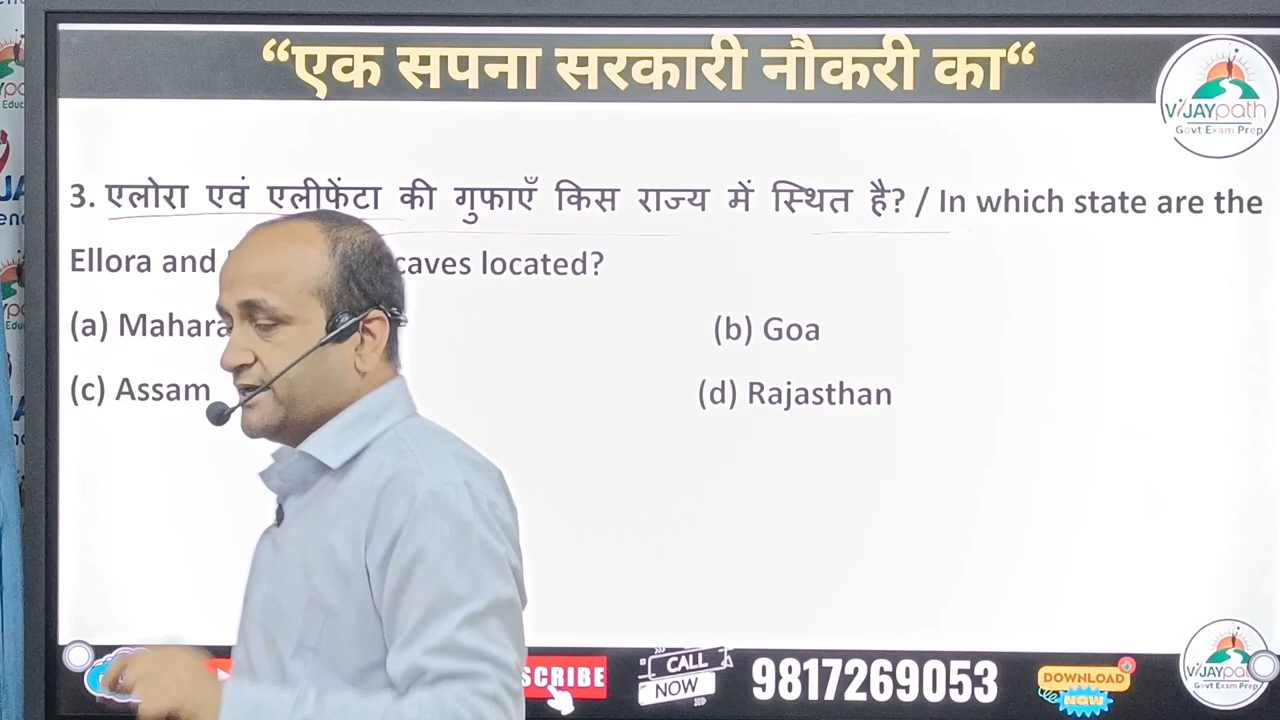 “एक सपना सरकारी नौकरी का“
VIJAYpath
Govt Exam Prep
3. एलोरा एवं एलीफेंटा की गुफाएँ किस राज्य में स्थित है? / In which state are the
Ellora and caves located?
(a) Mahara
(b) Goa
(c) Assam
(d) Rajasthan
SCRIBE
CALL
NOW
9817269053
DOWNLOAD
NOW
VIJAYpath
Govt Exam Prep